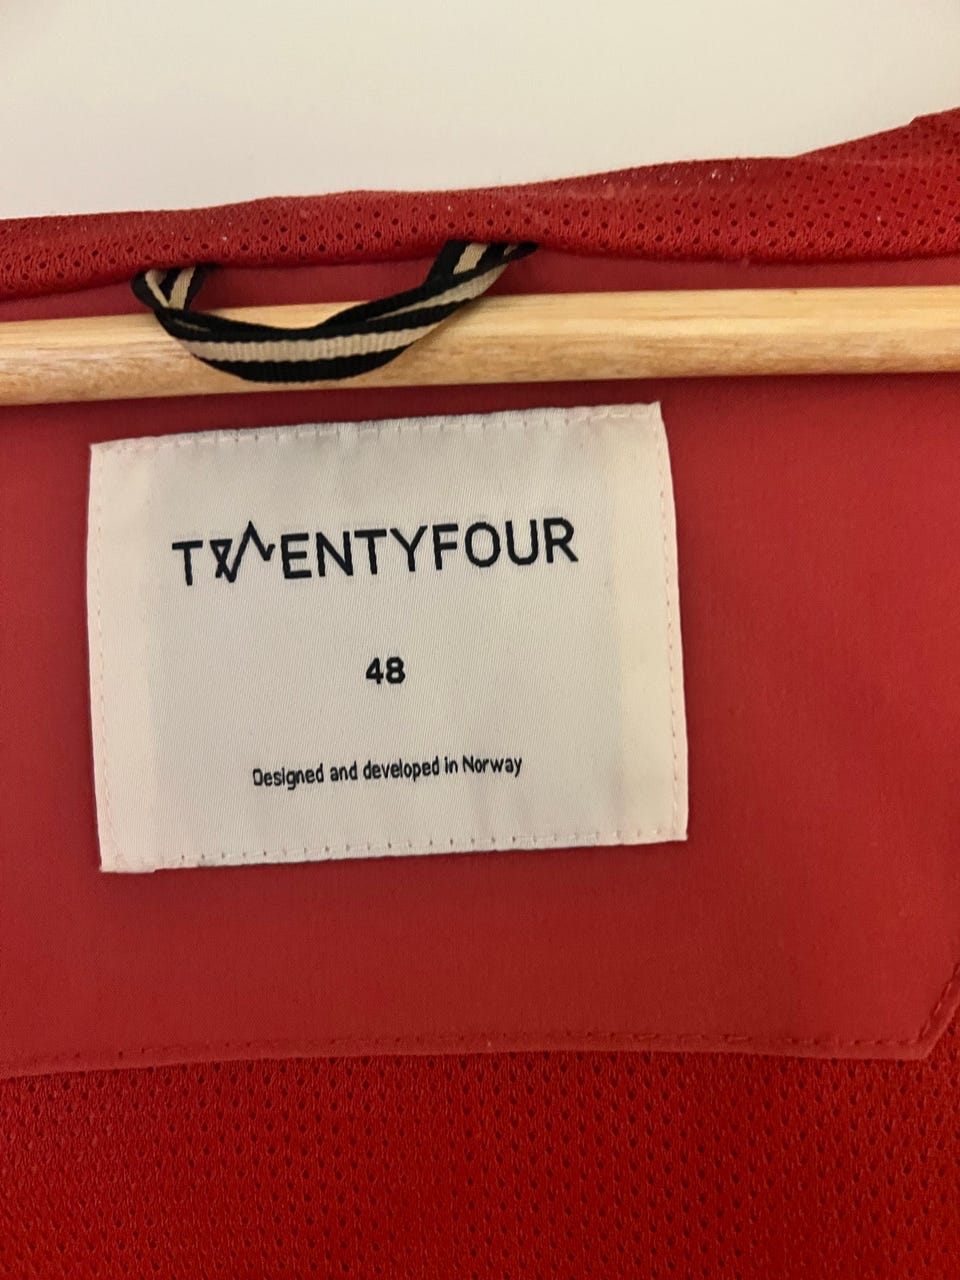 TWENTYFOUR
48
Designed and developed in Norway